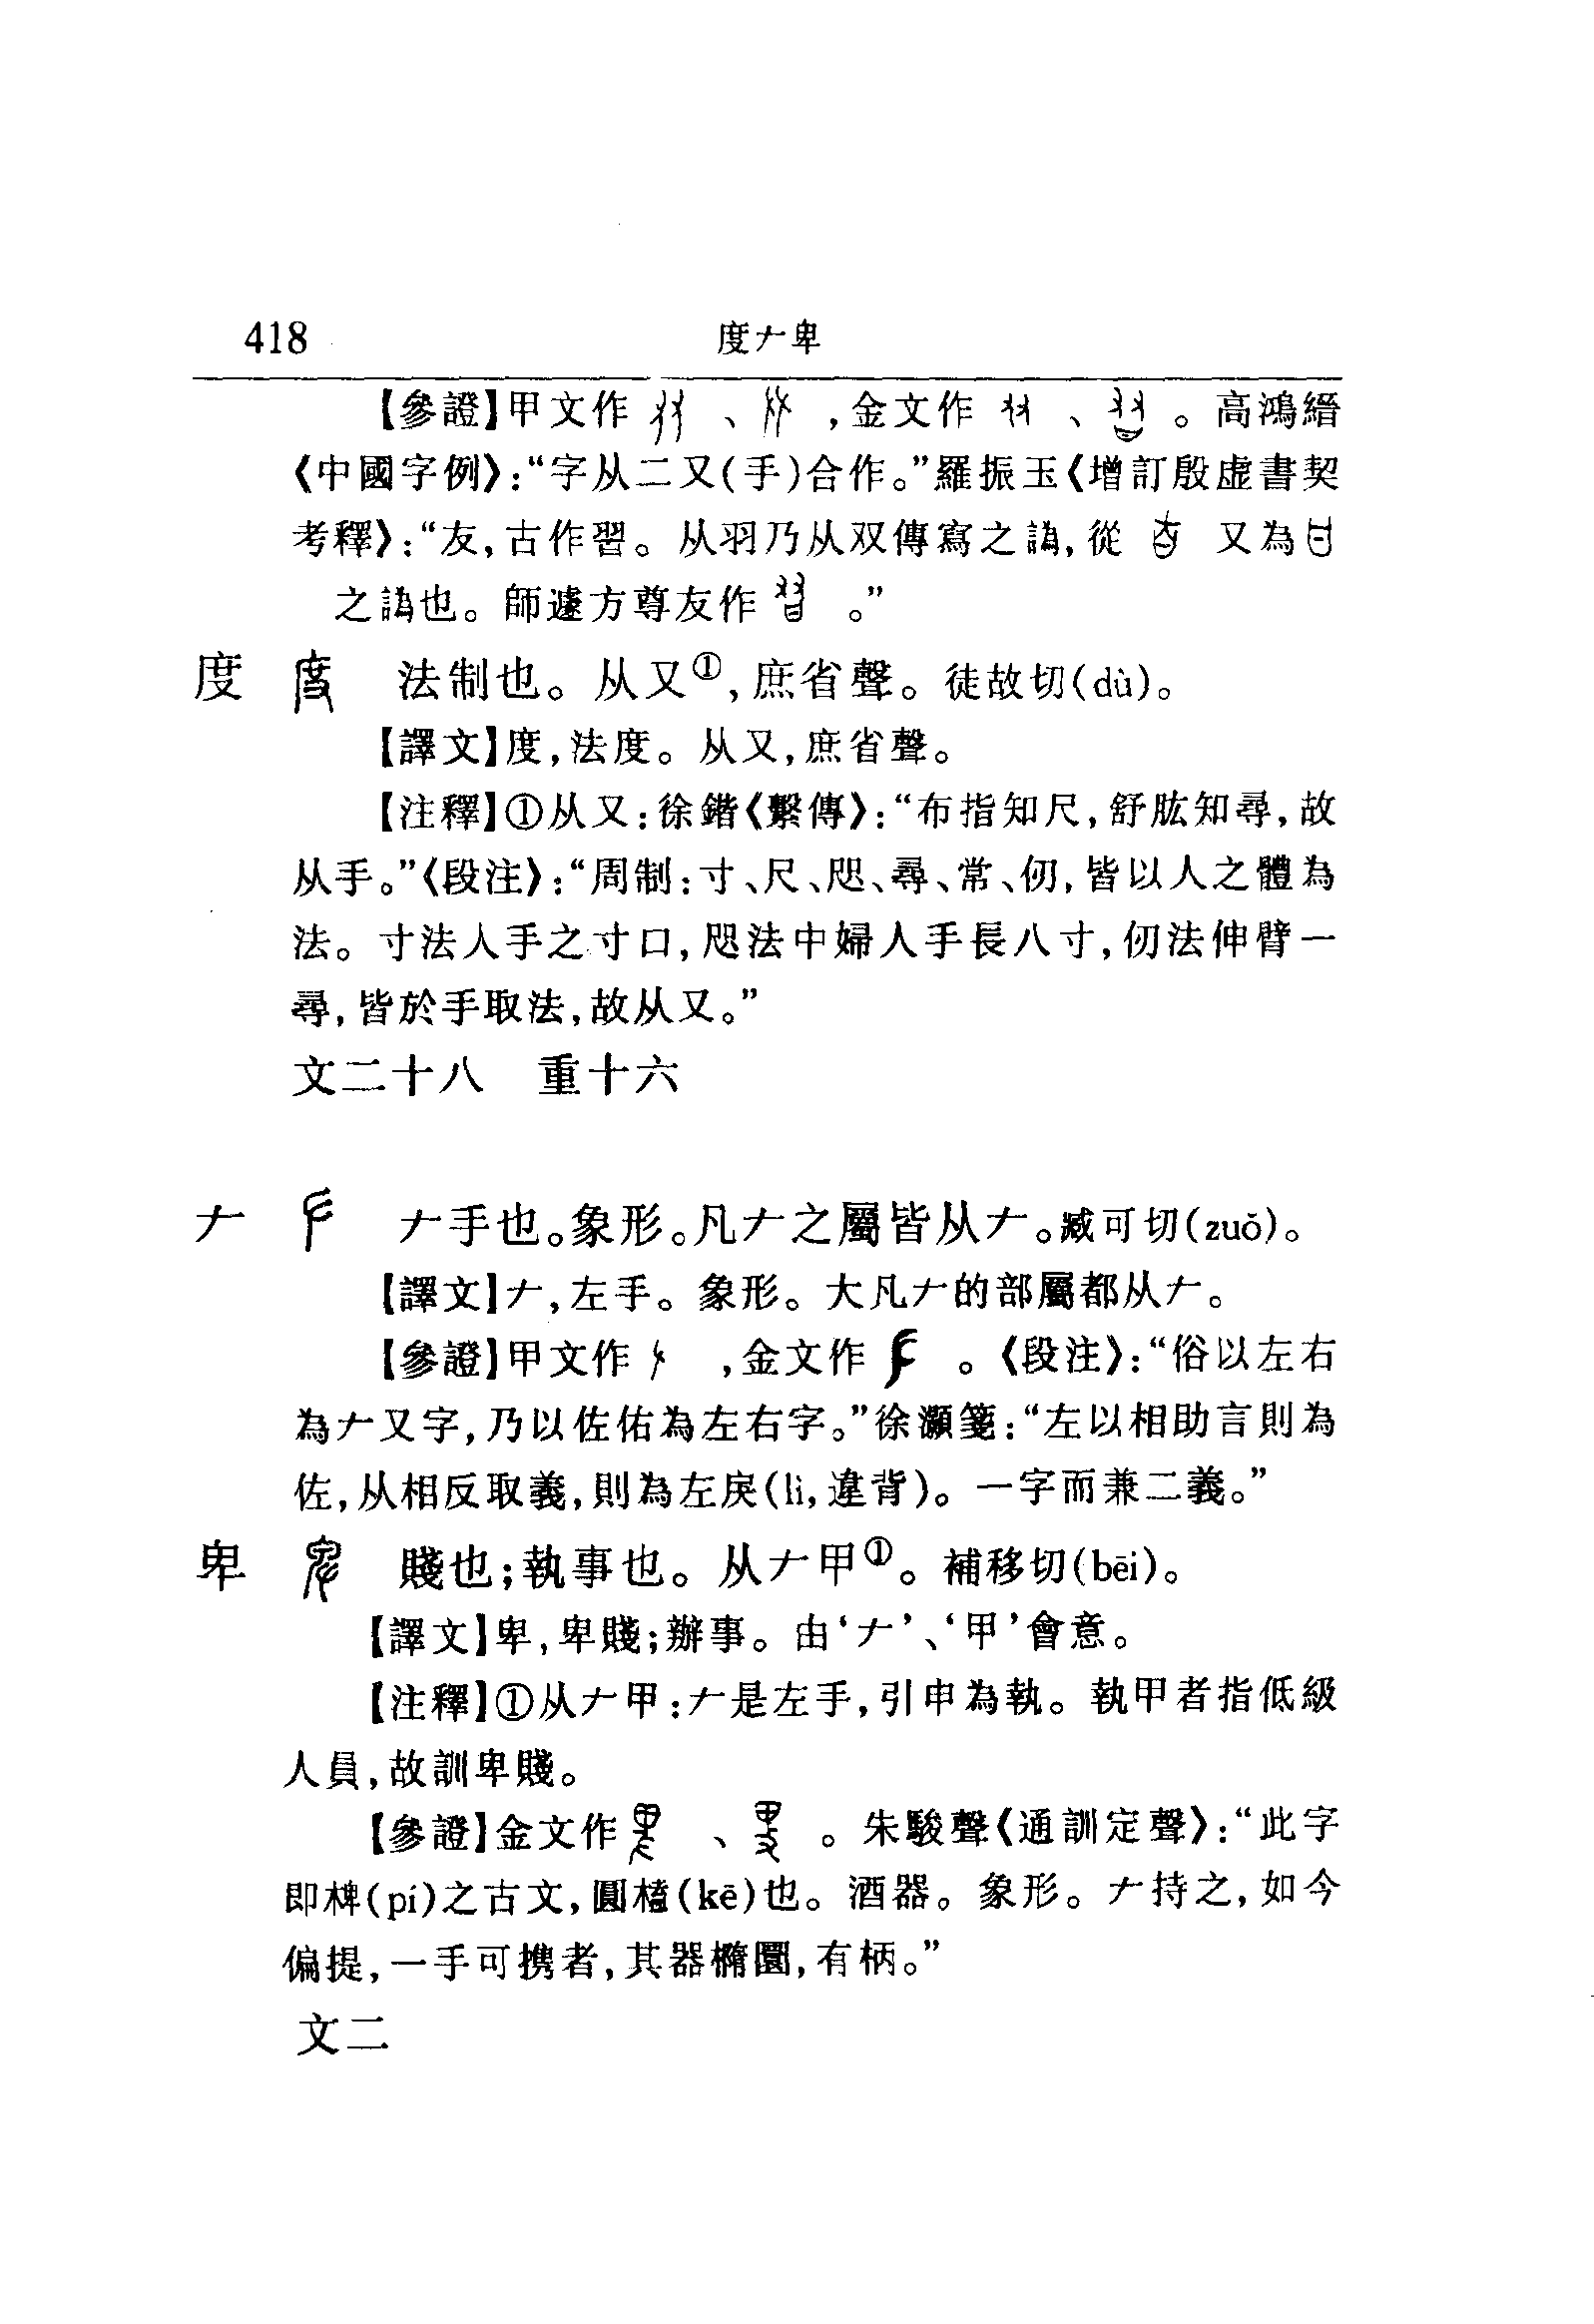 418 度𠂇卑
【參證】甲文作 、 ,金文作 、 。高鴻縉
《中國字例》:“字从二又(手)合作。”羅振玉《增訂殷虛書契
考釋》:“友,古作習。从羽乃从双傳寫之譌,從 又為
之譌也。師遽方尊友作 。”
度 法制也。从又①,庶省聲。徒故切(dù)。
【譯文】度,法度。从又,庶省聲。
【注釋】①从又:徐鍇《繫傳》:“布指知尺,舒肱知尋,故
从手。”《段注》:“周制:寸、尺、咫、尋、常、仞,皆以人之體為
法。寸法人手之寸口,咫法中婦人手長八寸,仞法伸臂一
尋,皆於手取法,故从又。”
文二十八 重十六
𠂇 𠂇手也。象形。凡𠂇之屬皆从𠂇。臧可切(zuǒ)。
【譯文】𠂇,左手。象形。大凡𠂇的部屬都从𠂇。
【參證】甲文作 ,金文作 。《段注》:“俗以左右
為𠂇又字,乃以佐佑為左右字。”徐灝箋:“左以相助言則為
佐,从相反取義,則為左戾(lì,違背)。一字而兼二義。”
卑 賤也;執事也。从𠂇甲①。補移切(bēi)。
【譯文】卑,卑賤;辦事。由‘𠂇’、‘甲’會意。
【注釋】①从𠂇甲:𠂇是左手,引申為執。執甲者指低級
人員,故訓卑賤。
【參證】金文作 、 。朱駿聲《通訓定聲》:“此字
即椑(pí)之古文,圓榼(kē)也。酒器。象形。𠂇持之,如今
偏提,一手可携者,其器橢圜,有柄。”
文二